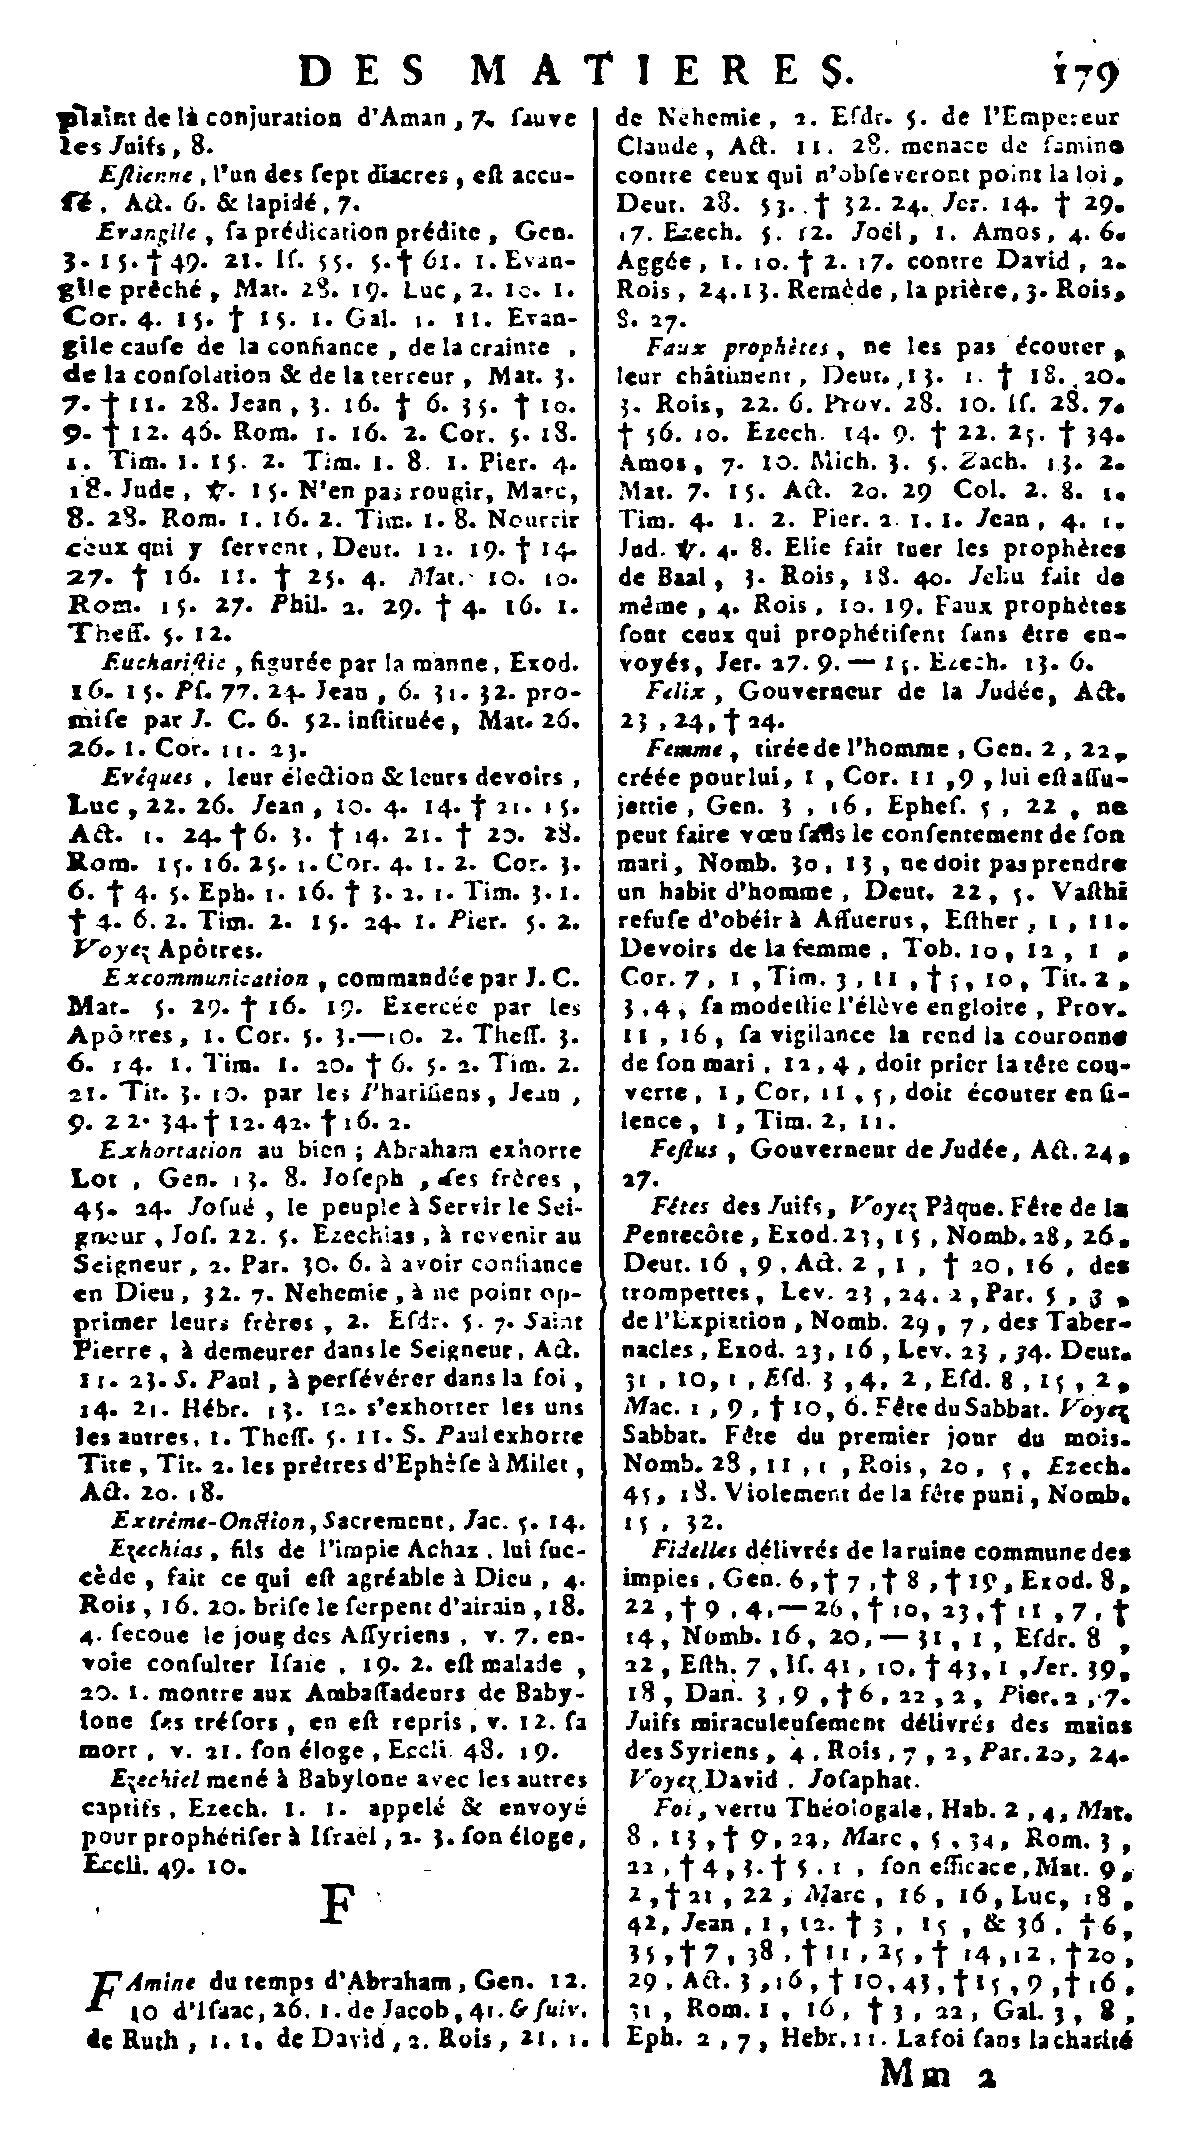 DES MATIERES. 179
plaint de la conjuration d'Aman, 7. ſauve
les Juifs, 8.
Eſtienne, l'un des ſept diacres, eſt accu-
ſé, Act. 6. & lapidé, 7.
Evangile, ſa prédication prédite, Gen.
3. 15. † 49. 21. Iſ. 55. 5. † 61. 1. Evan-
gile prêché, Mat. 28. 19. Luc, 2. 10. 1.
Cor. 4. 15. † 15. 1. Gal. 1. 11. Evan-
gile cauſe de la confiance, de la crainte,
de la conſolation & de la terreur, Mat. 3.
7. † 11. 28. Jean, 3. 16. † 6. 35. † 10.
9. † 12. 46. Rom. 1. 16. 2. Cor. 5. 18.
1. Tim. 1. 15. 2. Tim. 1. 8. 1. Pier. 4.
18. Jude, ℣. 15. N'en pas rougir, Marc,
8. 28. Rom. 1. 16. 2. Tim. 1. 8. Nourrir
ceux qui y ſervent, Deut. 12. 19. † 14.
27. † 16. 11. † 25. 4. Mat. 10. 10.
Rom. 15. 27. Phil. 2. 29. † 4. 16. 1.
Theſſ. 5. 12.
Euchariſtie, figurée par la manne, Exod.
16. 15. Pſ. 77. 24. Jean, 6. 31. 32. pro-
miſe par J. C. 6. 52. inſtituée, Mat. 26.
26. 1. Cor. 11. 23.
Evêques, leur élection & leurs devoirs,
Luc, 22. 26. Jean, 10. 4. 14. † 21. 15.
Act. 1. 24. † 6. 3. † 14. 21. † 20. 28.
Rom. 15. 16. 25. 1. Cor. 4. 1. 2. Cor. 3.
6. † 4. 5. Eph. 1. 16. † 3. 2. 1. Tim. 3. 1.
† 4. 6. 2. Tim. 2. 15. 24. 1. Pier. 5. 2.
Voyez Apôtres.
Excommunication, commandée par J. C.
Mat. 5. 29. † 16. 19. Exercée par les
Apôtres, 1. Cor. 5. 3.—10. 2. Theſſ. 3.
6. 14. 1. Tim. 1. 20. † 6. 5. 2. Tim. 2.
21. Tit. 3. 10. par les Phariſiens, Jean,
9. 22. 34. † 12. 42. † 16. 2.
Exhortation au bien; Abraham exhorte
Lot, Gen. 13. 8. Joſeph, ſes frères,
45. 24. Joſué, le peuple à Servir le Sei-
gneur, Joſ. 22. 5. Ezechias, à revenir au
Seigneur, 2. Par. 30. 6. à avoir confiance
en Dieu, 32. 7. Nehemie, à ne point op-
primer leurs frères, 2. Eſdr. 5. 7. Saint
Pierre, à demeurer dans le Seigneur, Act.
11. 23. S. Paul, à perſévérer dans la foi,
14. 21. Hébr. 13. 12. s'exhorter les uns
les autres, 1. Theſſ. 5. 11. S. Paul exhorte
Tite, Tit. 2. les prêtres d'Ephèſe à Milet,
Act. 20. 18.
Extrême-Onction, Sacrement, Jac. 5. 14.
Ezechias, fils de l'impie Achaz, lui ſuc-
cède, fait ce qui eſt agréable à Dieu, 4.
Rois, 16. 20. briſe le ſerpent d'airain, 18.
4. ſecoue le joug des Aſſyriens, v. 7. en-
voie conſulter Iſaie, 19. 2. eſt malade,
20. 1. montre aux Ambaſſadeurs de Baby-
lone ſes tréſors, en eſt repris, v. 12. ſa
mort, v. 21. ſon éloge, Eccli. 48. 19.
Ezechiel mené à Babylone avec les autres
captifs, Ezech. 1. 1. appelé & envoyé
pour prophétiſer à Iſraël, 2. 3. ſon éloge,
Eccli. 49. 10.
F
FAmine du temps d'Abraham, Gen. 12.
10 d'Iſaac, 26. 1. de Jacob, 41. & ſuiv.
de Ruth, 1. 1. de David, 2. Rois, 21. 1.
de Nehemie, 2. Eſdr. 5. de l'Empereur
Claude, Act. 11. 28. menace de famine
contre ceux qui n'obſeveront point la loi,
Deut. 28. 53. † 32. 24. Jer. 14. † 29.
17. Ezech. 5. 12. Joël, 1. Amos, 4. 6.
Aggée, 1. 10. † 2. 17. contre David, 2.
Rois, 24. 13. Remède, la prière, 3. Rois,
8. 27.
Faux prophètes, ne les pas écouter,
leur châtiment, Deut. 13. 1. † 18. 20.
3. Rois, 22. 6. Prov. 28. 10. Iſ. 28. 7.
† 56. 10. Ezech. 14. 9. † 22. 25. † 34.
Amos, 7. 10. Mich. 3. 5. Zach. 13. 2.
Mat. 7. 15. Act. 20. 29 Col. 2. 8. 1.
Tim. 4. 1. 2. Pier. 2 1. 1. Jean, 4. 1.
Jud. ℣. 4. 8. Elie fait tuer les prophètes
de Baal, 3. Rois, 18. 40. Jehu fait de
même, 4. Rois, 10. 19. Faux prophètes
ſont ceux qui prophétiſent ſans être en-
voyés, Jer. 27. 9. — 15. Ezech. 13. 6.
Felix, Gouverneur de la Judée, Act.
23, 24, † 24.
Femme, tirée de l'homme, Gen. 2, 22,
créée pour lui, 1, Cor. 11, 9, lui eſt aſſu-
jettie, Gen. 3, 16, Epheſ. 5, 22, ne
peut faire vœu ſans le conſentement de ſon
mari, Nomb. 30, 13, ne doit pas prendre
un habit d'homme, Deut. 22, 5. Vaſthi
refuſe d'obéir à Aſſuerus, Eſther, 1, 11.
Devoirs de la femme, Tob. 10, 12, 1,
Cor. 7, 1, Tim. 3, 11, † 5, 10, Tit. 2,
3, 4, ſa modeſtie l'élève en gloire, Prov.
11, 16, ſa vigilance la rend la couronne
de ſon mari, 12, 4, doit prier la tête cou-
verte, 1, Cor, 11, 5, doit écouter en ſi-
lence, 1, Tim. 2, 11.
Feſtus, Gouverneur de Judée, Act. 24,
27.
Fêtes des Juifs, Voyez Pâque. Fête de la
Pentecôte, Exod. 23, 15, Nomb. 28, 26,
Deut. 16, 9, Act. 2, 1, † 20, 16, des
trompettes, Lev. 23, 24. 2, Par. 5, 3,
de l'Expiation, Nomb. 29, 7, des Taber-
nacles, Exod. 23, 16, Lev. 23, 34. Deut.
31, 10, 1, Eſd. 3, 4, 2, Eſd. 8, 15, 2,
Mac. 1, 9, † 10, 6. Fête du Sabbat. Voyez
Sabbat. Fête du premier jour du mois.
Nomb. 28, 11, 1, Rois, 20, 5, Ezech.
45, 18. Violement de la fête puni, Nomb.
15, 32.
Fidelles délivrés de la ruine commune des
impies, Gen. 6, † 7, † 8, † 19, Exod. 8,
22, † 9, 4,—26, † 10, 23, † 11, 7, †
14, Nomb. 16, 20,—31, 1, Eſdr. 8,
22, Eſth. 7, Iſ. 41, 10, † 43, 1, Jer. 39,
18, Dan. 3, 9, † 6, 22, 2, Pier. 2, 7.
Juifs miraculeuſement délivrés des mains
des Syriens, 4, Rois, 7, 2, Par. 20, 24.
Voyez David, Joſaphat.
Foi, vertu Théologale, Hab. 2, 4, Mat.
8, 13, † 9, 22, Marc, 5, 34, Rom. 3,
22, † 4, 3. † 5. 1, ſon efficace, Mat. 9,
2, † 21, 22, Marc, 16, 16, Luc, 18,
42, Jean, 1, 12. † 3, 15, & 36, † 6,
35, † 7, 38, † 11, 25, † 14, 12, † 20,
29, Act. 3, 16, † 10, 43, † 15, 9, † 16,
31, Rom. 1, 16, † 3, 22, Gal. 3, 8,
Eph. 2, 7, Hebr. 11. La foi ſans la charité
Mm 2